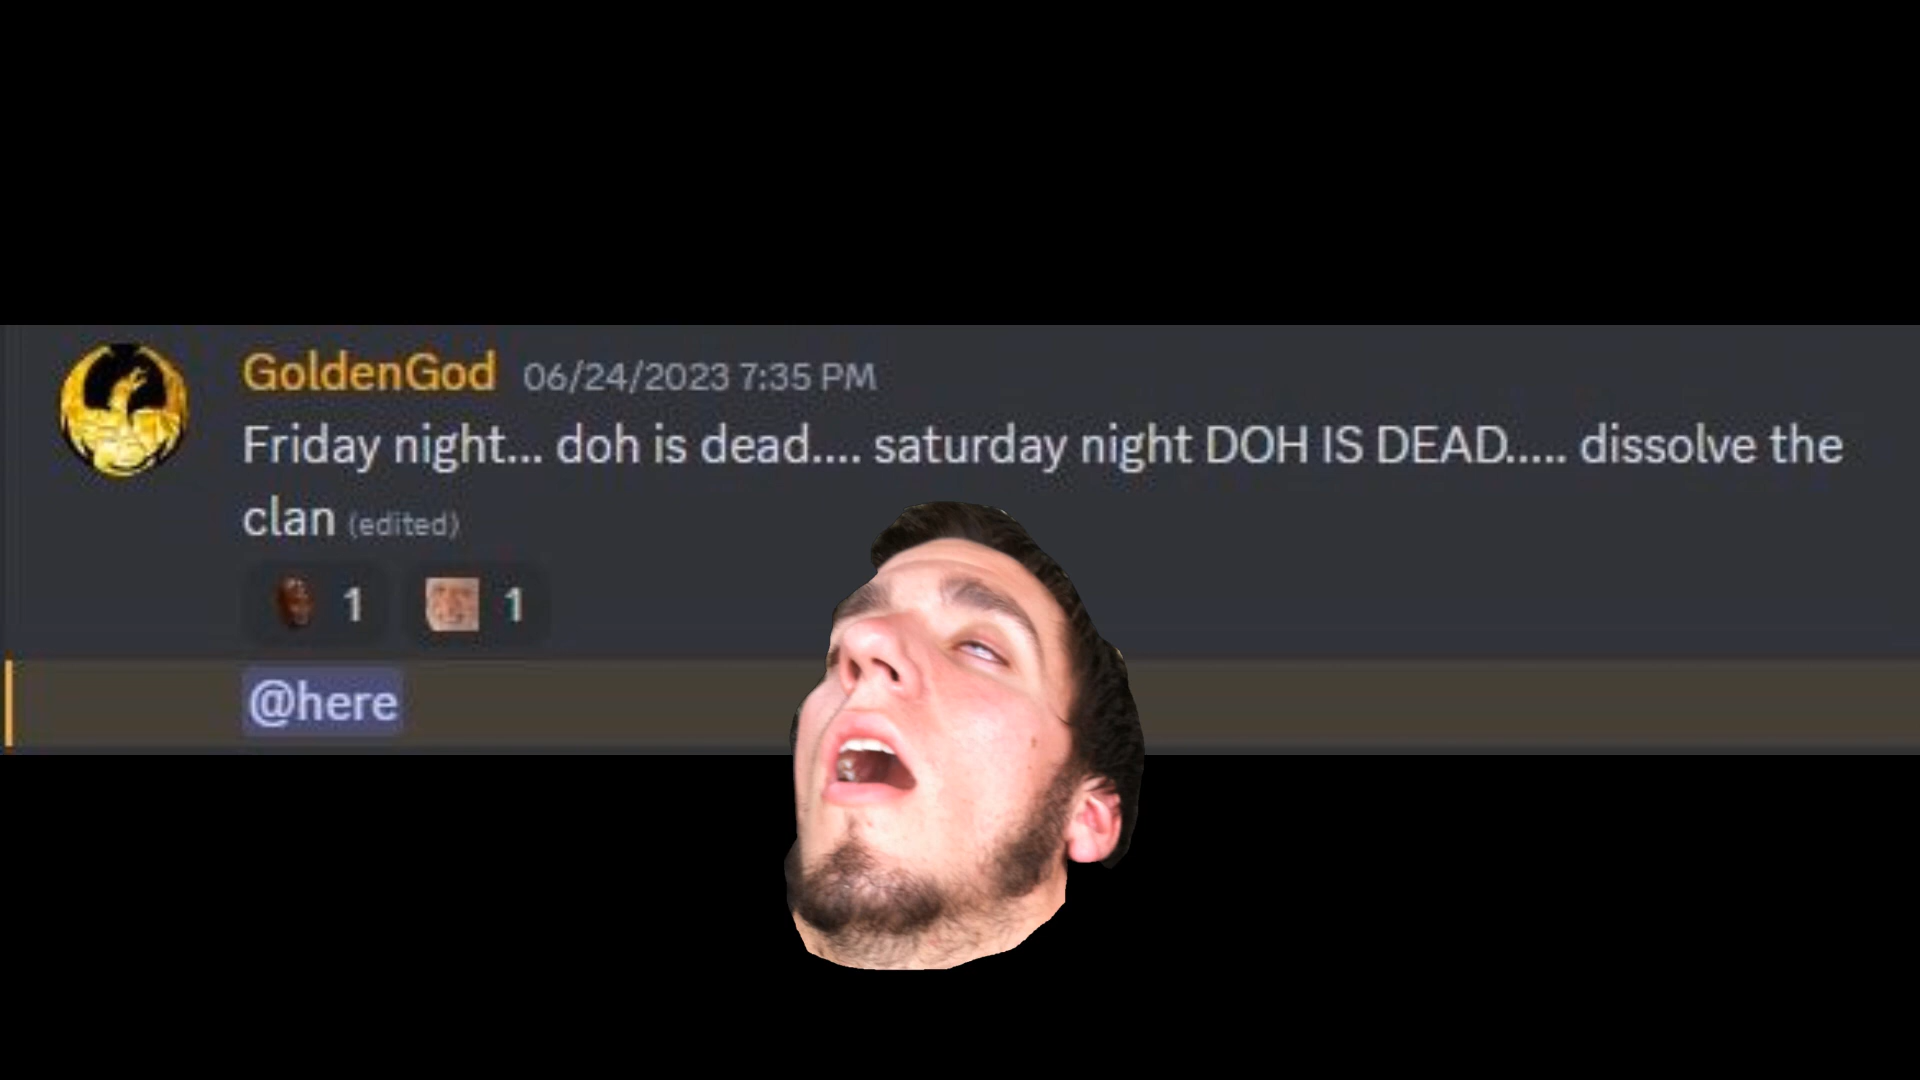 GoldenGod 06/24/2023 7:35 PM
Friday night... doh is dead.... saturday night DOH IS DEAD..... dissolve the
clan (edited)
1 1
@here